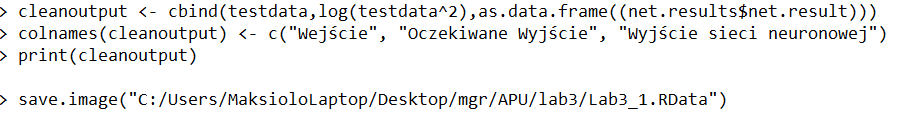 > cleanoutput <- cbind(testdata,log(testdata^2),as.data.frame((net.results$net.result)))
> colnames(cleanoutput) <- c("Wejście", "Oczekiwane Wyjście", "Wyjście sieci neuronowej")
> print(cleanoutput)
> save.image("C:/Users/MaksioloLaptop/Desktop/mgr/APU/lab3/Lab3_1.RData")